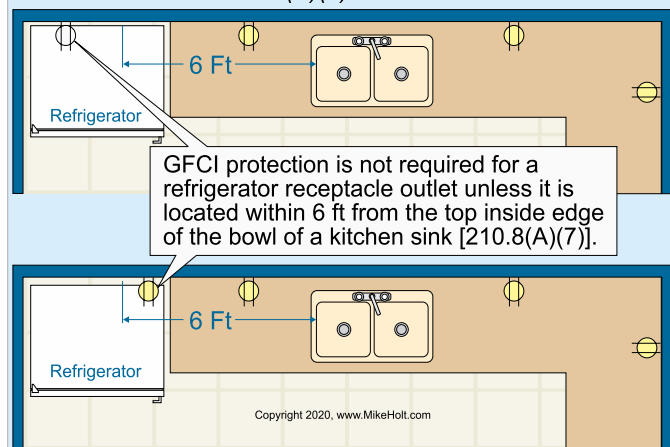 6 Ft
Refrigerator
GFCI protection is not required for a
refrigerator receptacle outlet unless it is
located within 6 ft from the top inside edge
of the bowl of a kitchen sink [210.8(A)(7)].
6 Ft
Refrigerator
Copyright 2020, www.MikeHolt.com